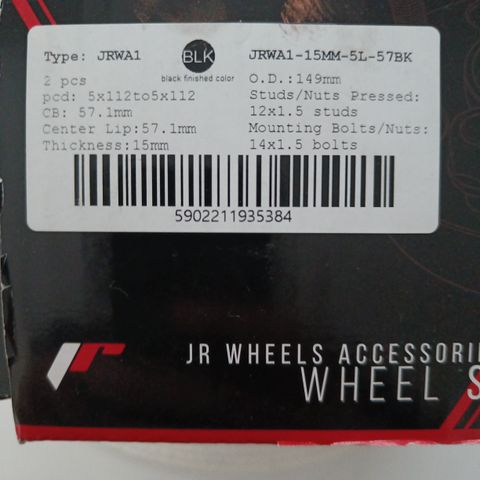 Type: JRWA1
BLK
black finished color
JRWA1-15MM-5L-57BK
2 pcs
O.D.:149mm
pcd: 5x112to5x112
Studs/Nuts Pressed:
CB: 57.1mm
12x1.5 studs
Center Lip:57.1mm
Mounting Bolts/Nuts:
Thickness:15mm
14x1.5 bolts
5902211935384
JR WHEELS ACCESSORI
WHEEL S